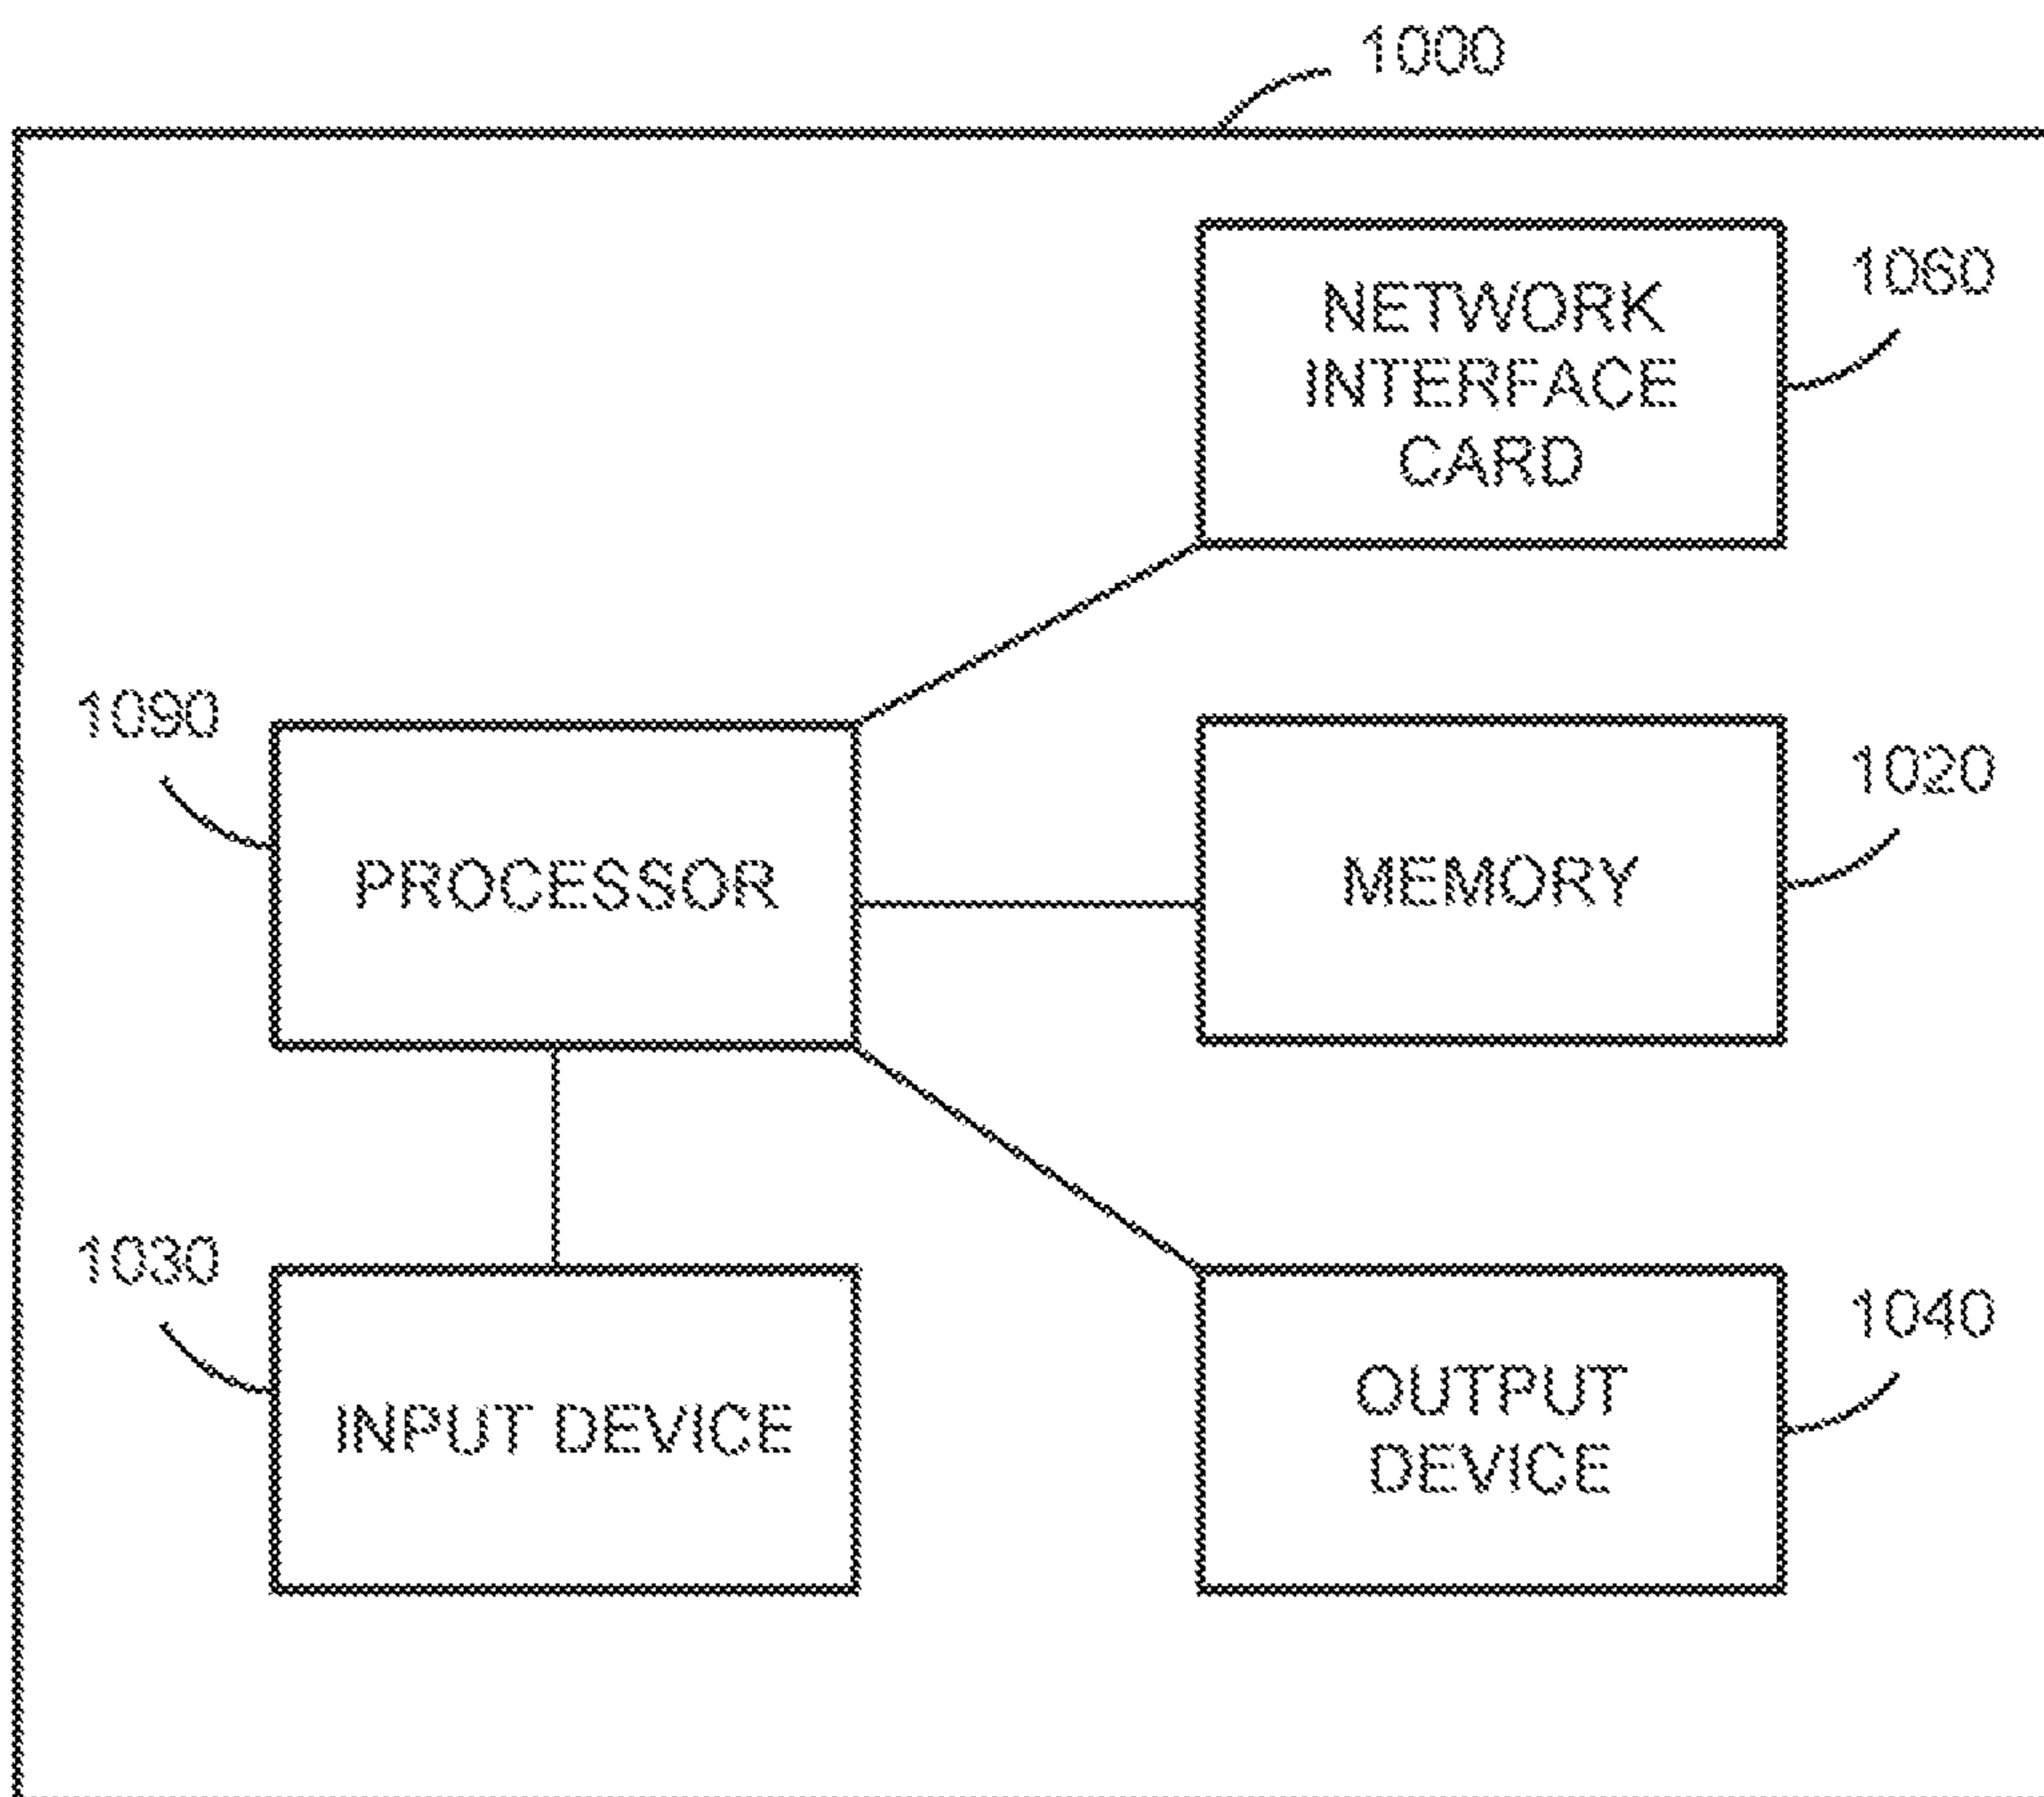 1000
NETWORK
INTERFACE
CARD
1060
1090
PROCESSOR
MEMORY
1020
1030
INPUT DEVICE
OUTPUT
DEVICE
1040